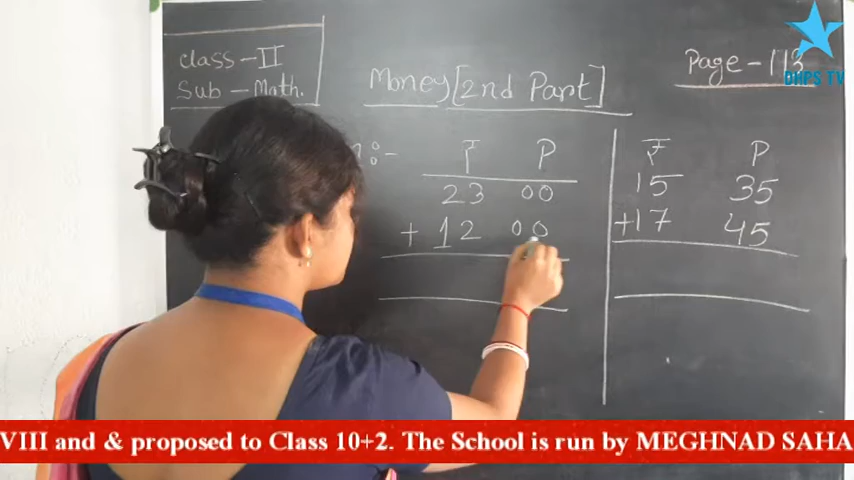 Class-II
Sub - Math.
Money [2nd Part]
Page - 113
DHPS TV
:-
₹ P
23 00
+ 12 00
₹ P
15 35
+17 45
VIII and & proposed to Class 10+2. The School is run by MEGHNAD SAHA